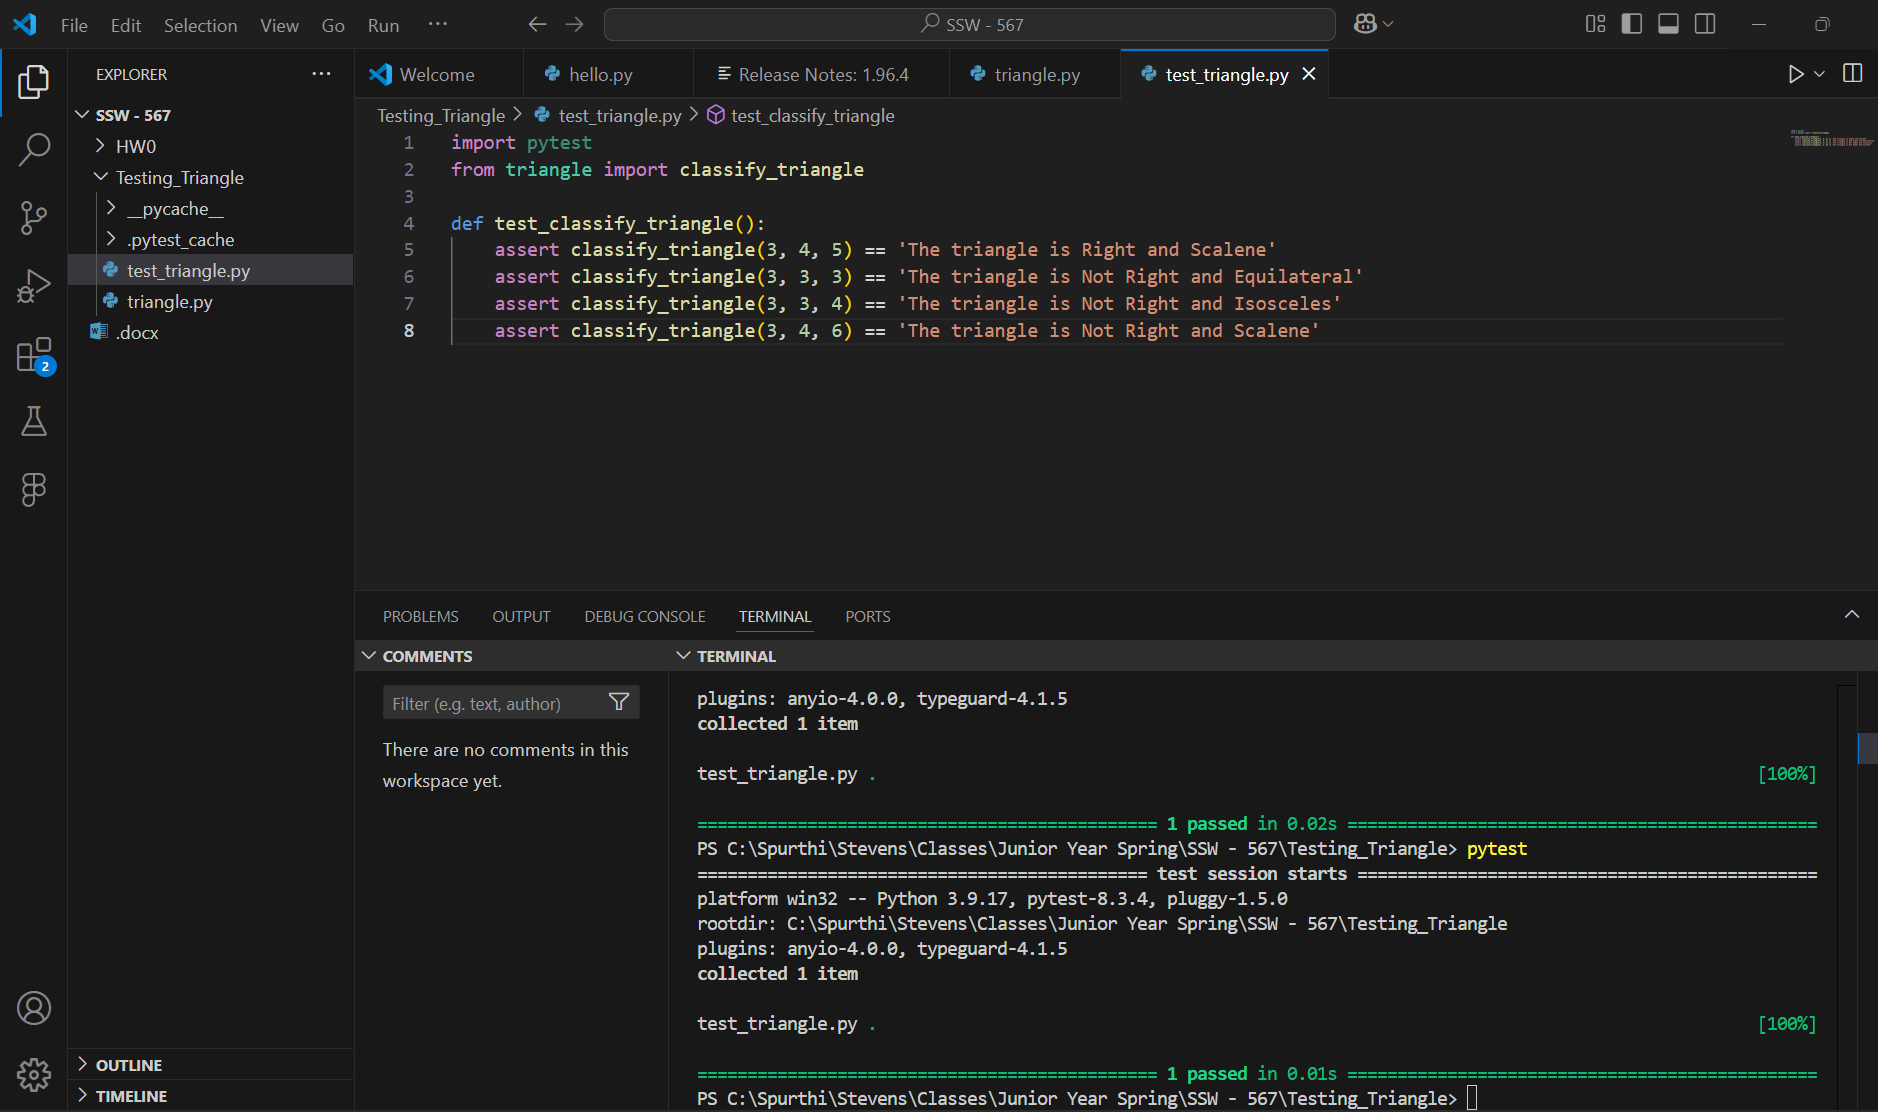 File Edit Selection View Go Run ···
SSW - 567
EXPLORER ···
SSW - 567
HW0
Testing_Triangle
__pycache__
.pytest_cache
test_triangle.py
triangle.py
.docx
2
OUTLINE
TIMELINE
Welcome hello.py Release Notes: 1.96.4 triangle.py test_triangle.py
Testing_Triangle > test_triangle.py > test_classify_triangle
1 import pytest
2 from triangle import classify_triangle
3
4 def test_classify_triangle():
5 assert classify_triangle(3, 4, 5) == 'The triangle is Right and Scalene'
6 assert classify_triangle(3, 3, 3) == 'The triangle is Not Right and Equilateral'
7 assert classify_triangle(3, 3, 4) == 'The triangle is Not Right and Isosceles'
8 assert classify_triangle(3, 4, 6) == 'The triangle is Not Right and Scalene'
PROBLEMS OUTPUT DEBUG CONSOLE TERMINAL PORTS
COMMENTS
Filter (e.g. text, author)
There are no comments in this
workspace yet.
TERMINAL
plugins: anyio-4.0.0, typeguard-4.1.5
collected 1 item
test_triangle.py . [100%]
============================================== 1 passed in 0.02s ===============================================
PS C:\Spurthi\Stevens\Classes\Junior Year Spring\SSW - 567\Testing_Triangle> pytest
============================================= test session starts ==============================================
platform win32 -- Python 3.9.17, pytest-8.3.4, pluggy-1.5.0
rootdir: C:\Spurthi\Stevens\Classes\Junior Year Spring\SSW - 567\Testing_Triangle
plugins: anyio-4.0.0, typeguard-4.1.5
collected 1 item
test_triangle.py . [100%]
============================================== 1 passed in 0.01s ===============================================
PS C:\Spurthi\Stevens\Classes\Junior Year Spring\SSW - 567\Testing_Triangle>